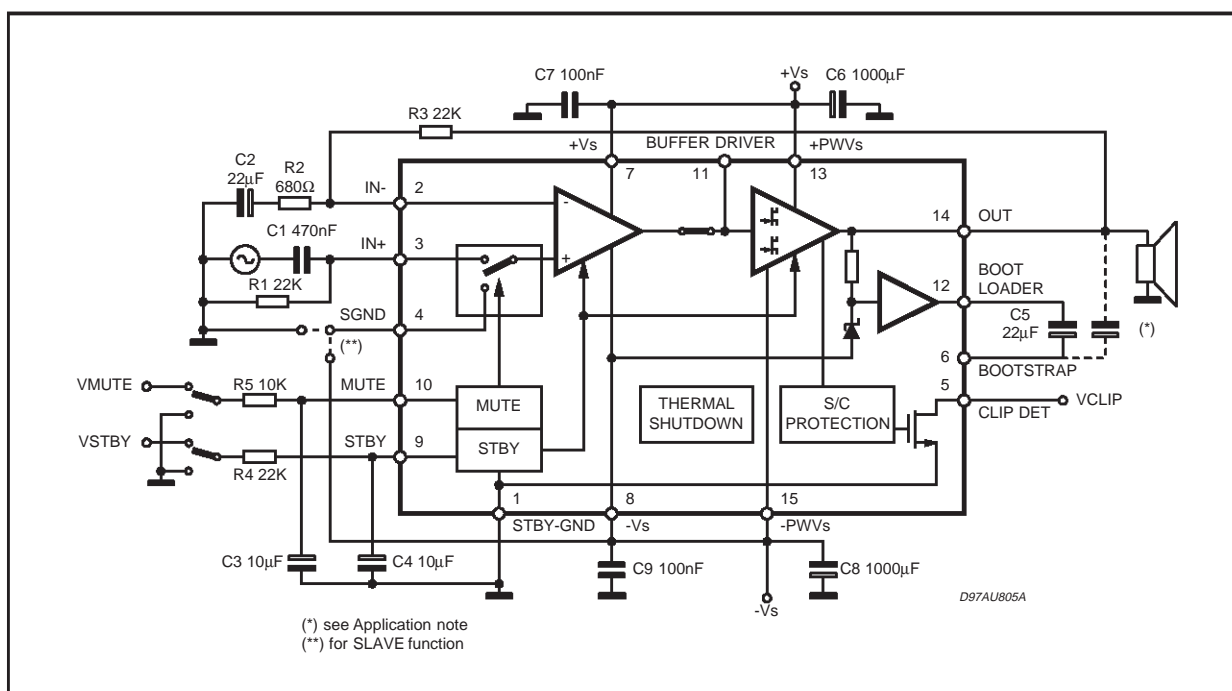 C7 100nF
+Vs
C6 1000μF
R3 22K
+Vs
BUFFER DRIVER
+PWVs
7
11
13
C2
22μF
R2
680Ω
IN-
2
-
14
OUT
C1 470nF
IN+
3
+
R1 22K
12
BOOT
LOADER
SGND
4
(**)
C5
22μF
(*)
6
BOOTSTRAP
VMUTE
R5 10K
MUTE
10
MUTE
THERMAL
SHUTDOWN
S/C
PROTECTION
5
VCLIP
CLIP DET
VSTBY
R4 22K
STBY
9
STBY
1
8
15
STBY-GND
-Vs
-PWVs
C3 10μF
C4 10μF
C9 100nF
C8 1000μF
-Vs
D97AU805A
(*) see Application note
(**) for SLAVE function